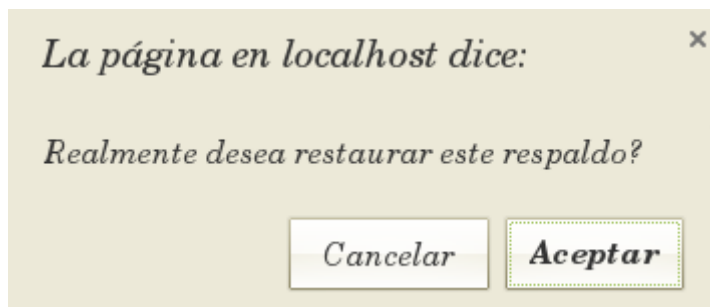 La página en localhost dice:
Realmente desea restaurar este respaldo?
Cancelar
Aceptar